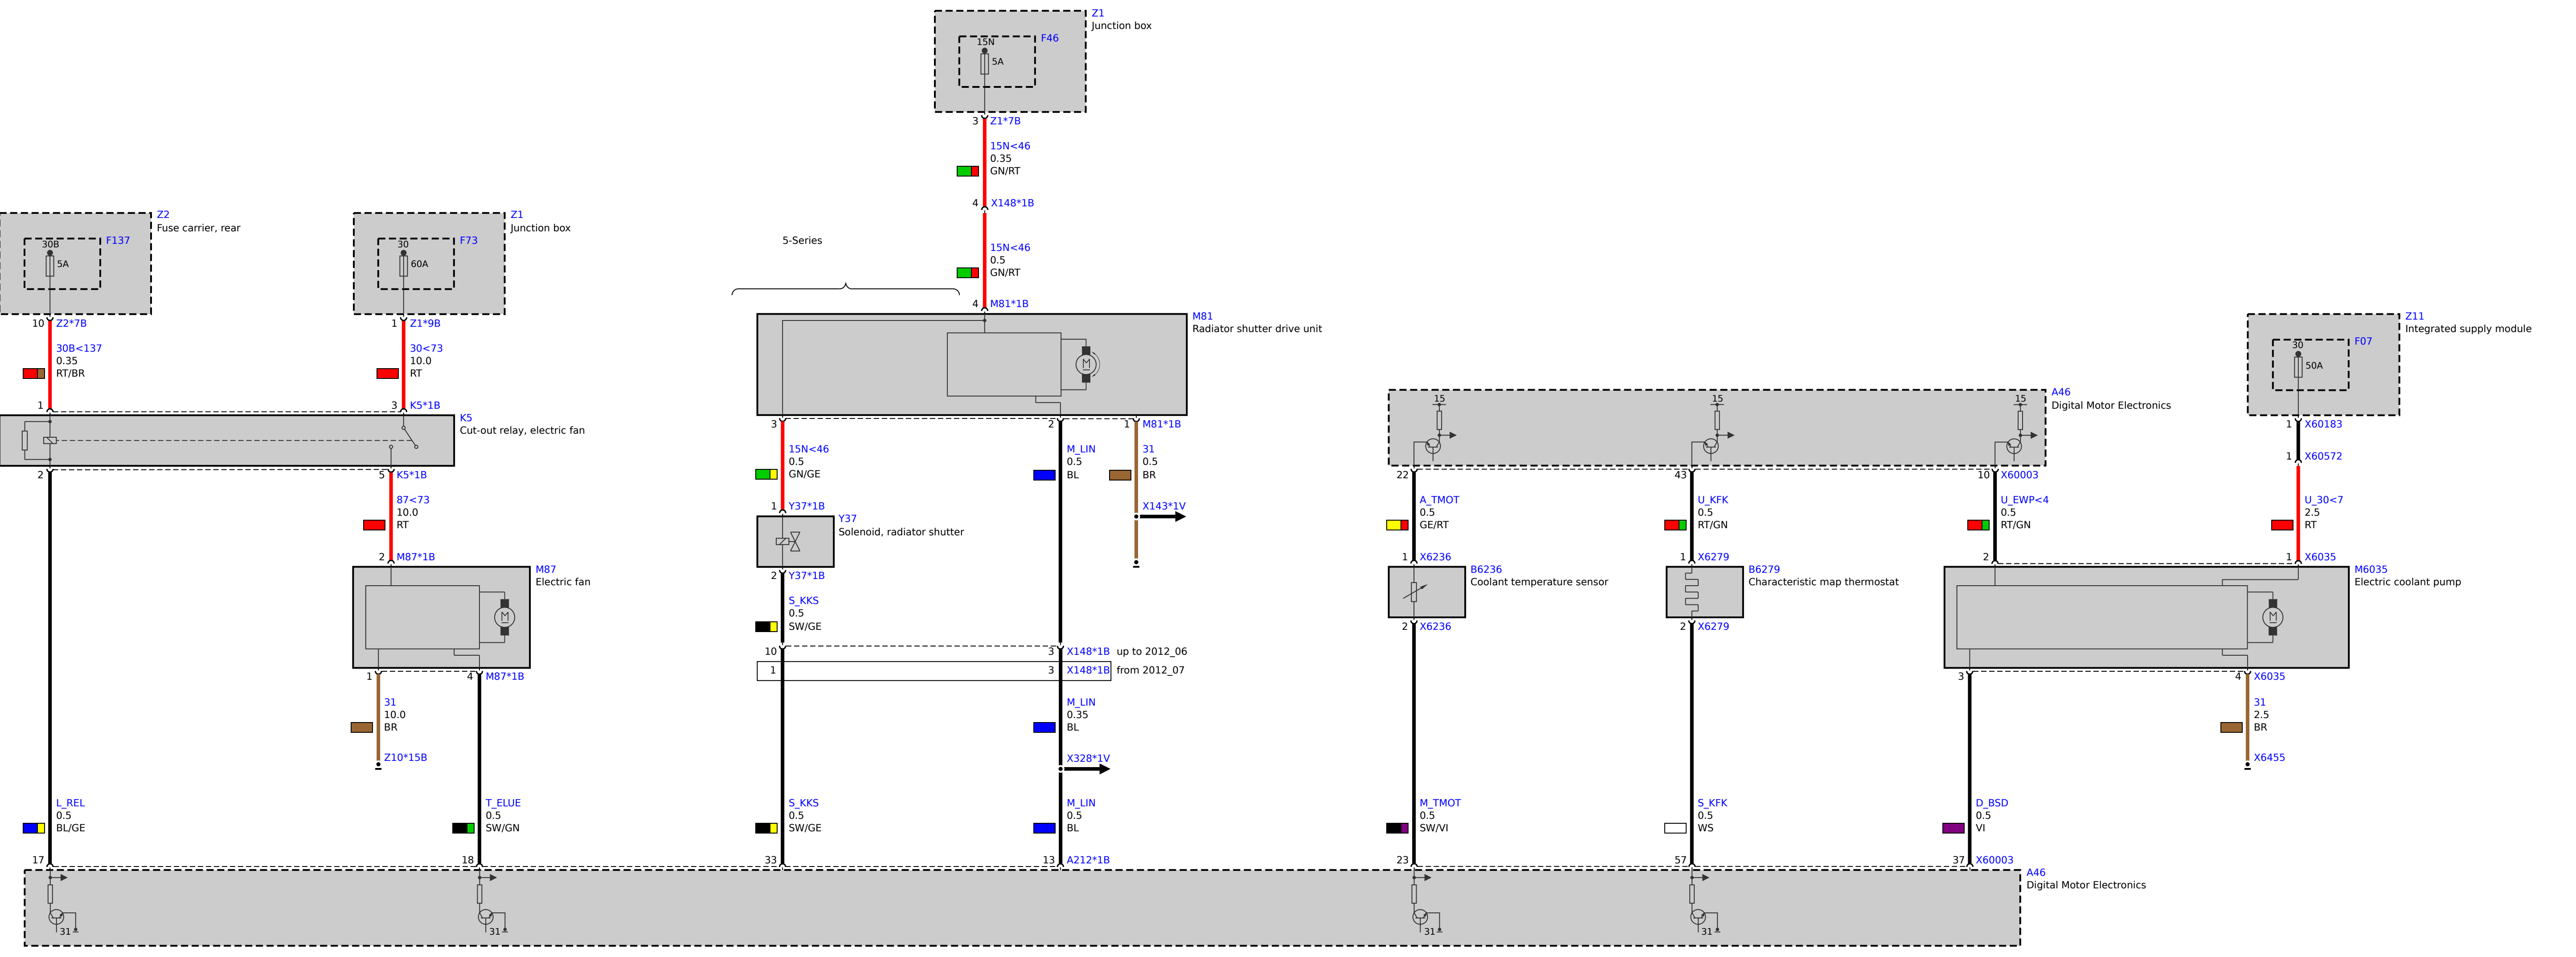 Z1
Junction box
15N
F46
5A
3 Z1*7B
15N<46
0.35
GN/RT
4 X148*1B
5-Series
15N<46
0.5
GN/RT
4 M81*1B
Z2
Fuse carrier, rear
30B
F137
5A
10 Z2*7B
30B<137
0.35
RT/BR
1
Z1
Junction box
30
F73
60A
1 Z1*9B
30<73
10.0
RT
3 K5*1B
K5
Cut-out relay, electric fan
2
5 K5*1B
87<73
10.0
RT
2 M87*1B
M87
Electric fan
M
1
4 M87*1B
31
10.0
BR
Z10*15B
L_REL
0.5
BL/GE
17
T_ELUE
0.5
SW/GN
18
M81
Radiator shutter drive unit
M
3
2
1 M81*1B
15N<46
0.5
GN/GE
M_LIN
0.5
BL
31
0.5
BR
X143*1V
1 Y37*1B
Y37
Solenoid, radiator shutter
2 Y37*1B
S_KKS
0.5
SW/GE
10
3 X148*1B up to 2012_06
1
3 X148*1B from 2012_07
M_LIN
0.35
BL
X328*1V
S_KKS
0.5
SW/GE
M_LIN
0.5
BL
33
13 A212*1B
A46
Digital Motor Electronics
15
15
15
22
43
10 X60003
A_TMOT
0.5
GE/RT
U_KFK
0.5
RT/GN
U_EWP<4
0.5
RT/GN
1 X6236
1 X6279
2
B6236
Coolant temperature sensor
B6279
Characteristic map thermostat
2 X6236
2 X6279
Z11
Integrated supply module
30
F07
50A
1 X60183
1 X60572
U_30<7
2.5
RT
1 X6035
M6035
Electric coolant pump
M
3
4 X6035
31
2.5
BR
X6455
M_TMOT
0.5
SW/VI
S_KFK
0.5
WS
D_BSD
0.5
VI
23
57
37 X60003
A46
Digital Motor Electronics
31
31
31
31